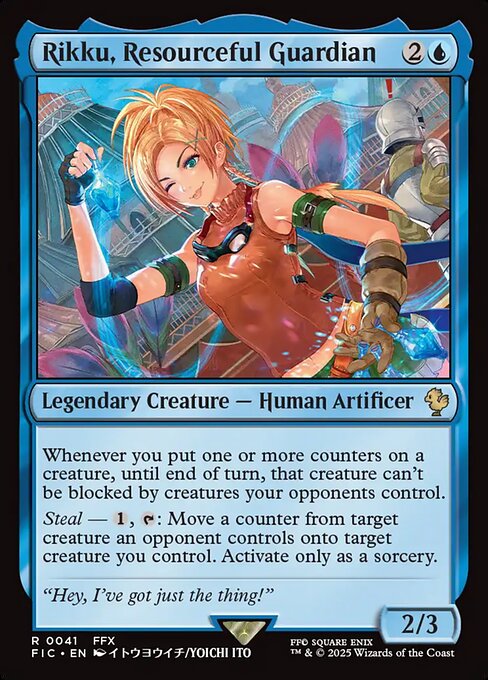 Rikku, Resourceful Guardian 2
Legendary Creature — Human Artificer
Whenever you put one or more counters on
a creature, until end of turn, that creature can't
be blocked by creatures your opponents control.
Steal — 1, : Move a counter from target
creature an opponent controls onto target
creature you control. Activate only as a sorcery.
“Hey, I've got just the thing!”
2/3
R 0041 FFX
FIC • EN イトウヨウイチ/YOICHI ITO
FF© SQUARE ENIX
™ & © 2025 Wizards of the Coast